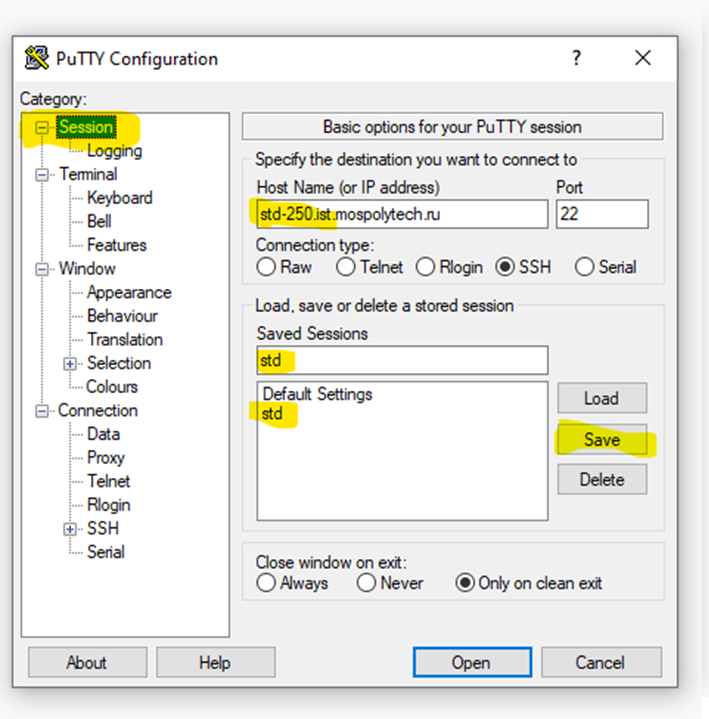 PuTTY Configuration
?
Category:
Session
Logging
Terminal
Keyboard
Bell
Features
Window
Appearance
Behaviour
Translation
Selection
Colours
Connection
Data
Proxy
Telnet
Rlogin
SSH
Serial
Basic options for your PuTTY session
Specify the destination you want to connect to
Host Name (or IP address) Port
std-250.ist.mospolytech.ru 22
Connection type:
Raw Telnet Rlogin SSH Serial
Load, save or delete a stored session
Saved Sessions
std
Default Settings
std
Load
Save
Delete
Close window on exit:
Always Never Only on clean exit
About Help Open Cancel